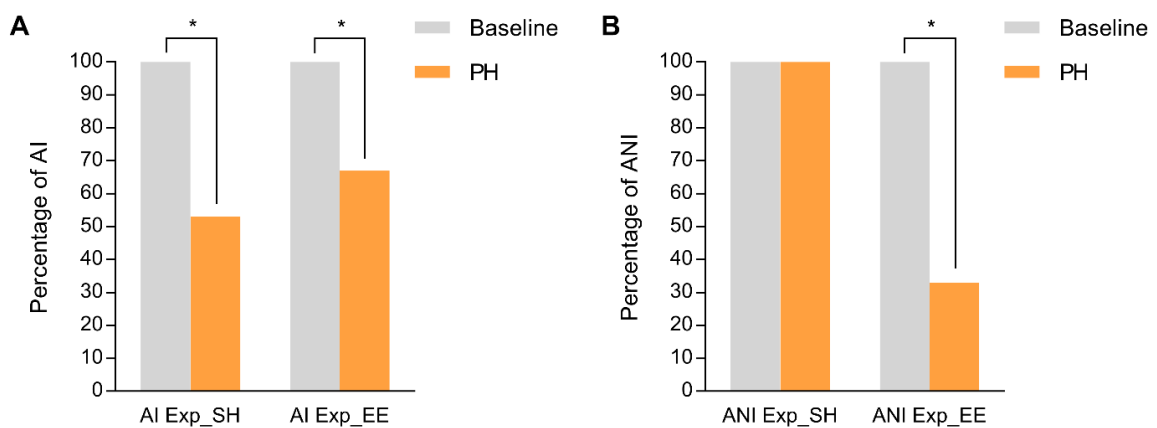 A
*
*
Baseline
PH
Percentage of AI
100
90
80
70
60
50
40
30
20
10
0
AI Exp_SH
AI Exp_EE
B
*
Baseline
PH
Percentage of ANI
100
90
80
70
60
50
40
30
20
10
0
ANI Exp_SH
ANI Exp_EE